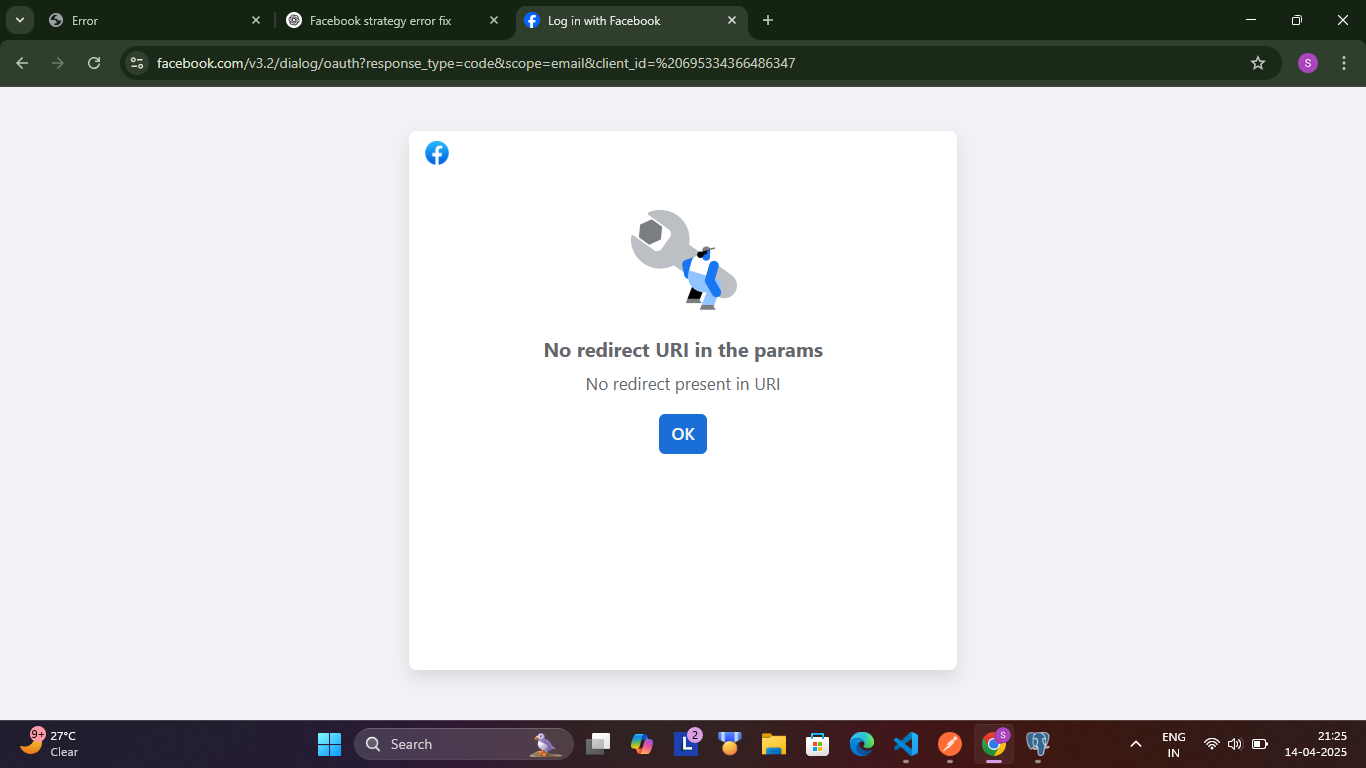 Error
Facebook strategy error fix
Log in with Facebook
facebook.com/v3.2/dialog/oauth?response_type=code&scope=email&client_id=%20695334366486347
S
No redirect URI in the params
No redirect present in URI
OK
9+
27°C
Clear
Search
L
2
S
ENG
IN
21:25
14-04-2025